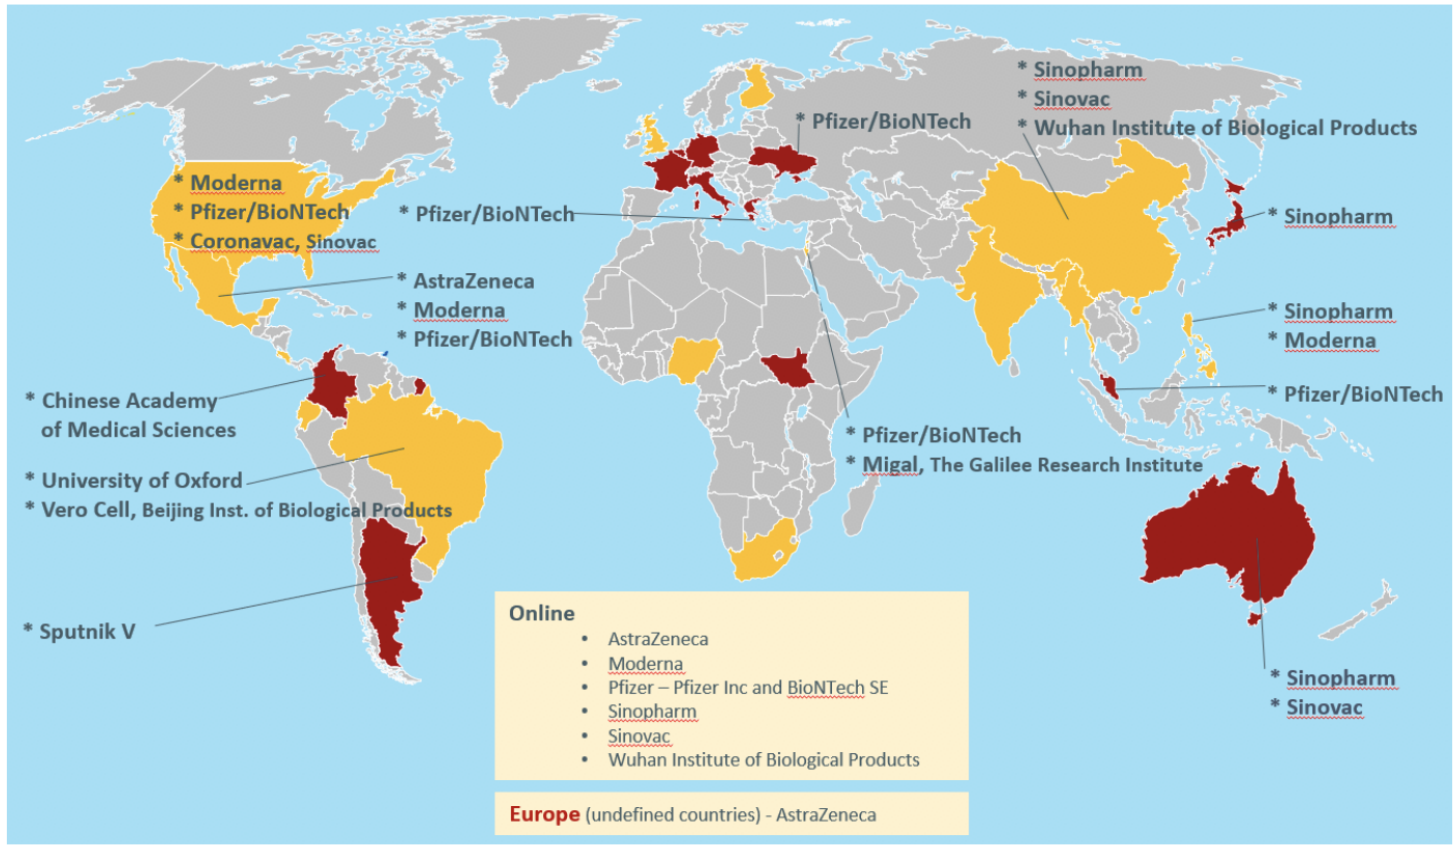 * Sinopharm
* Sinovac
* Wuhan Institute of Biological Products
* Pfizer/BioNTech
* Moderna
* Pfizer/BioNTech
* Coronavac, Sinovac
* Pfizer/BioNTech
* Sinopharm
* AstraZeneca
* Moderna
* Pfizer/BioNTech
* Sinopharm
* Moderna
* Pfizer/BioNTech
* Chinese Academy
of Medical Sciences
* Pfizer/BioNTech
* Migal, The Galilee Research Institute
* University of Oxford
* Vero Cell, Beijing Inst. of Biological Products
* Sputnik V
* Sinopharm
* Sinovac
Online
• AstraZeneca
• Moderna
• Pfizer – Pfizer Inc and BioNTech SE
• Sinopharm
• Sinovac
• Wuhan Institute of Biological Products
Europe (undefined countries) - AstraZeneca